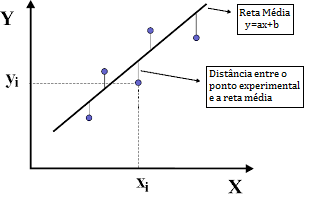 Y
Reta Média
y=ax+b
Distância entre o
ponto experimental
e a reta média
yi
xi
X